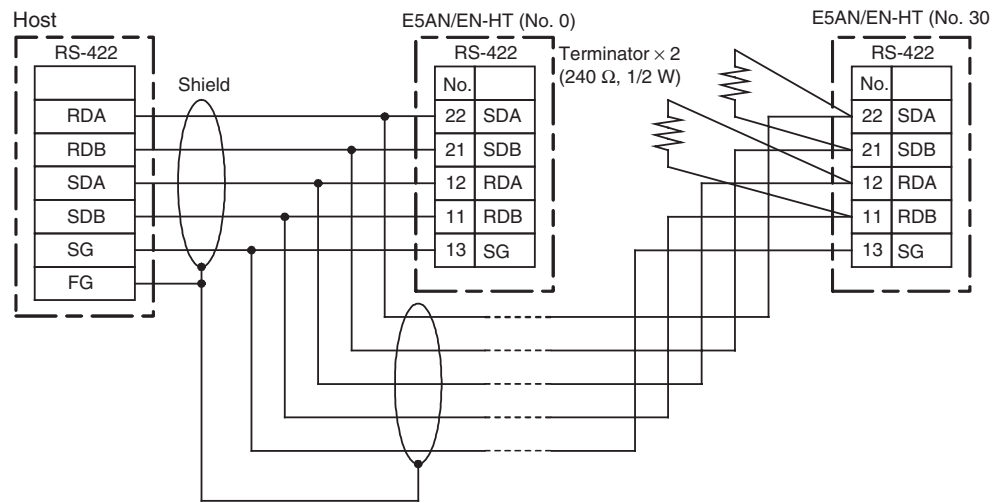 Host
RS-422
RDA
RDB
SDA
SDB
SG
FG
Shield
E5AN/EN-HT (No. 0)
RS-422
No.
22 SDA
21 SDB
12 RDA
11 RDB
13 SG
Terminator × 2
(240 Ω, 1/2 W)
E5AN/EN-HT (No. 30
RS-422
No.
22 SDA
21 SDB
12 RDA
11 RDB
13 SG